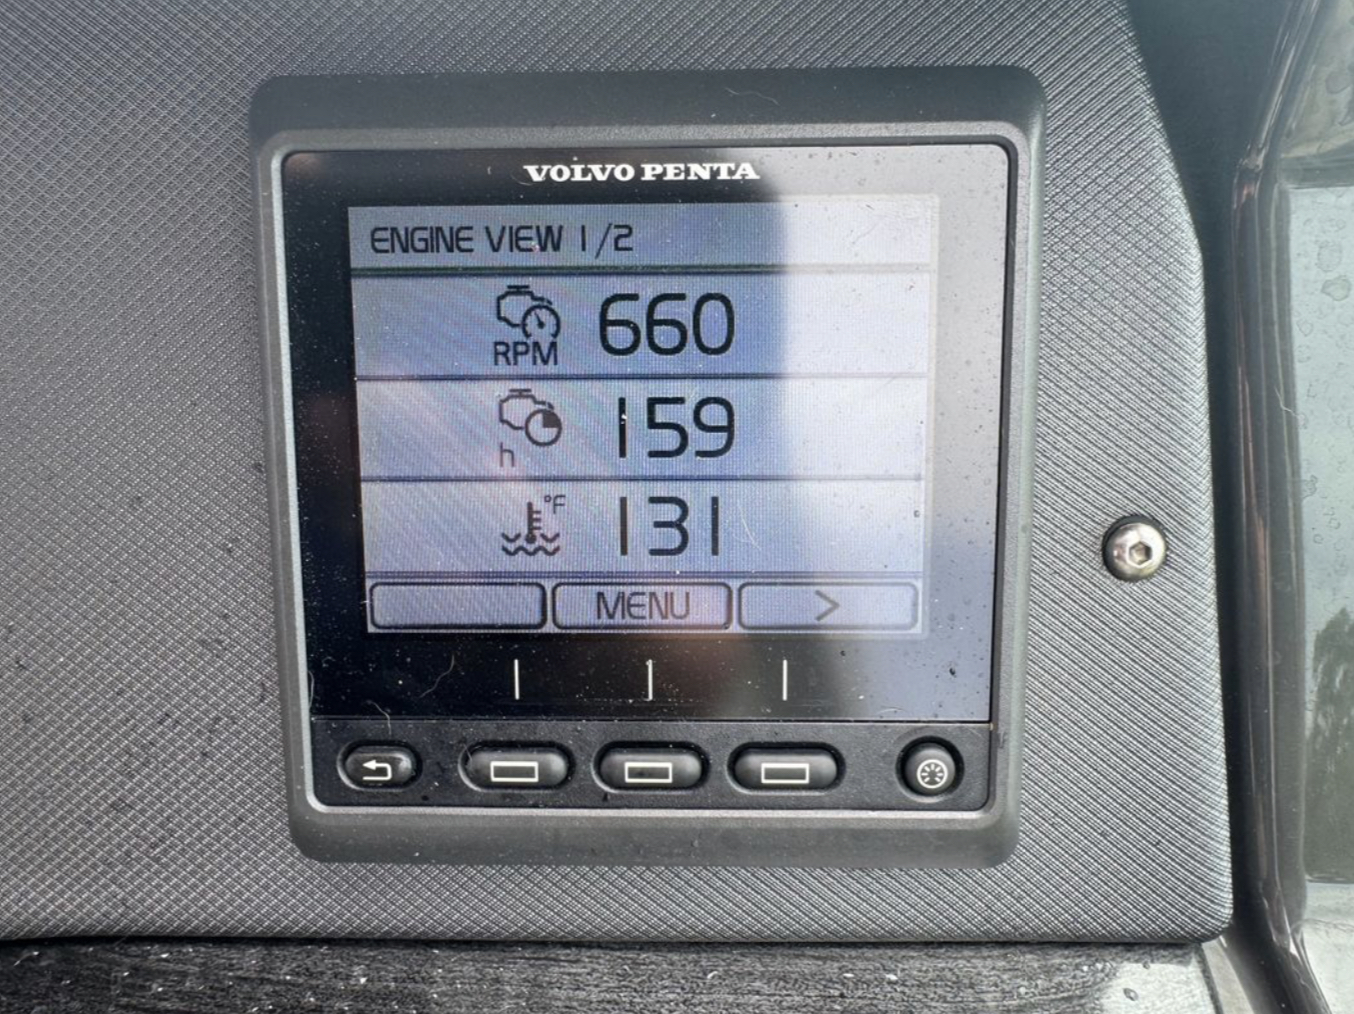 VOLVO PENTA
ENGINE VIEW 1/2
RPM 660
h 159
°F 131
MENU >